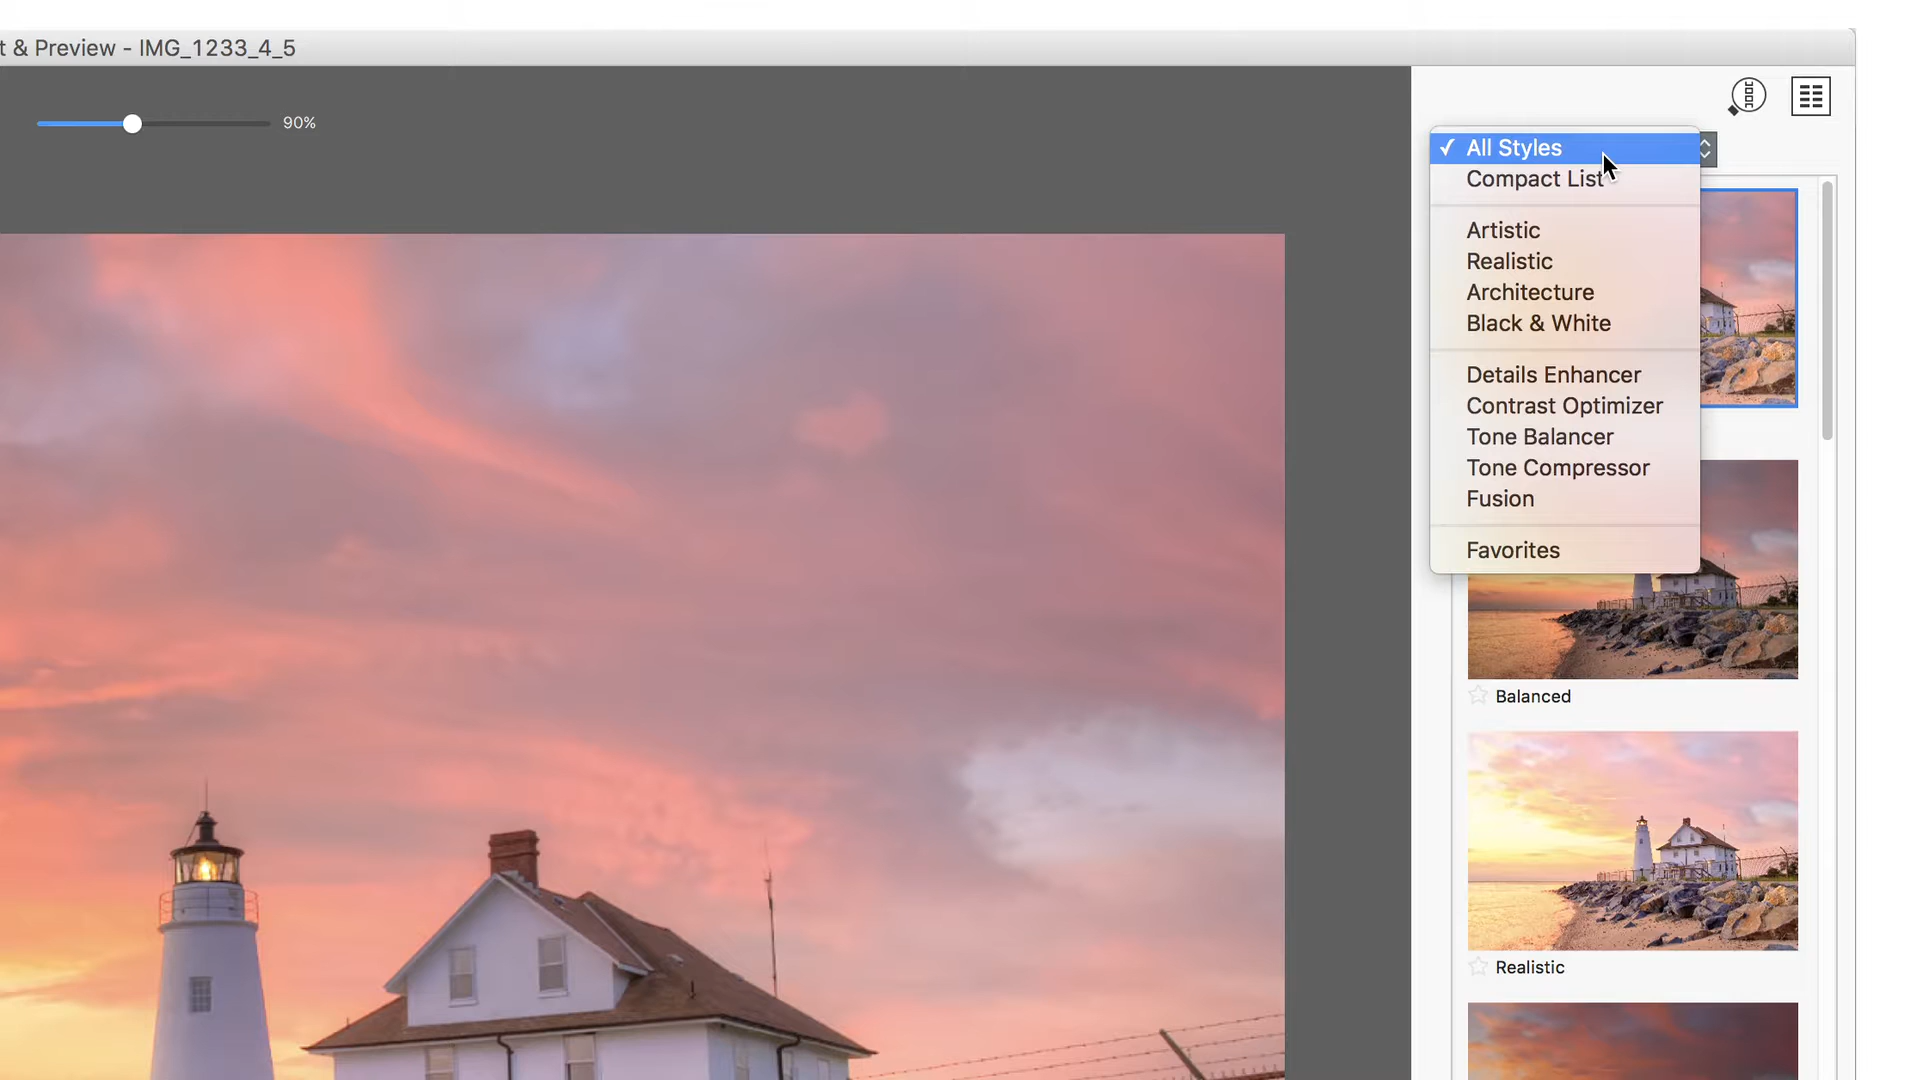 t & Preview - IMG_1233_4_5
90%
✓ All Styles
Compact List
Artistic
Realistic
Architecture
Black & White
Details Enhancer
Contrast Optimizer
Tone Balancer
Tone Compressor
Fusion
Favorites
Balanced
Realistic